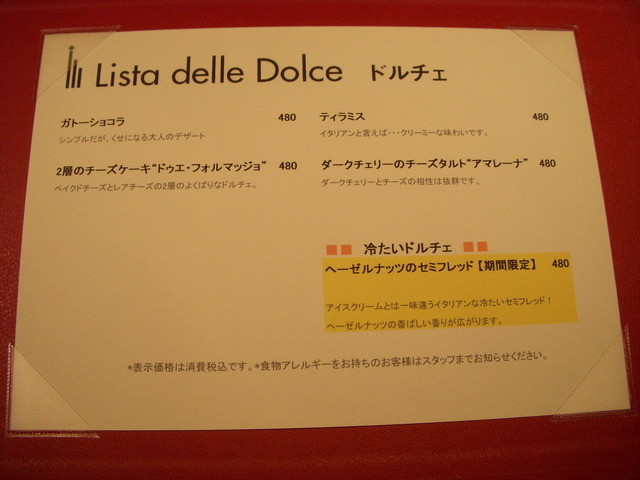 Lista delle Dolce ドルチェ
ガトーショコラ 480
シンプルだが、くせになる大人のデザート
2層のチーズケーキ“ドゥエ・フォルマッジョ” 480
ベイクドチーズとレアチーズの2層のよくばりなドルチェ。
ティラミス 480
イタリアンと言えば・・・クリーミーな味わいです。
ダークチェリーのチーズタルト“アマレーナ” 480
ダークチェリーとチーズの相性は抜群です。
冷たいドルチェ
ヘーゼルナッツのセミフレッド【期間限定】 480
アイスクリームとは一味違うイタリアンな冷たいセミフレッド！
ヘーゼルナッツの香ばしい香りが広がります。
*表示価格は消費税込です。*食物アレルギーをお持ちのお客様はスタッフまでお知らせください。